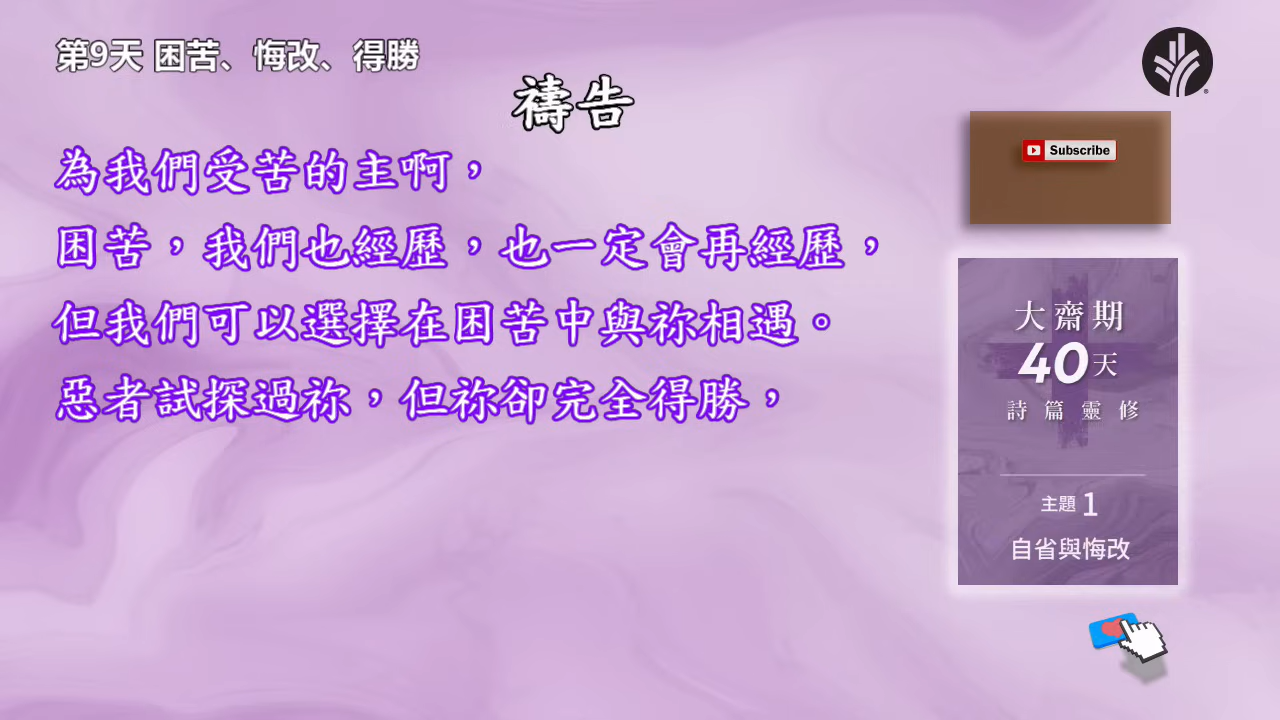 第9天 困苦、悔改、得勝
禱告
為我們受苦的主啊，
困苦，我們也經歷，也一定會再經歷，
但我們可以選擇在困苦中與祢相遇。
惡者試探過祢，但祢卻完全得勝，
Subscribe
大齋期
40天
詩篇靈修
主題1
自省與悔改